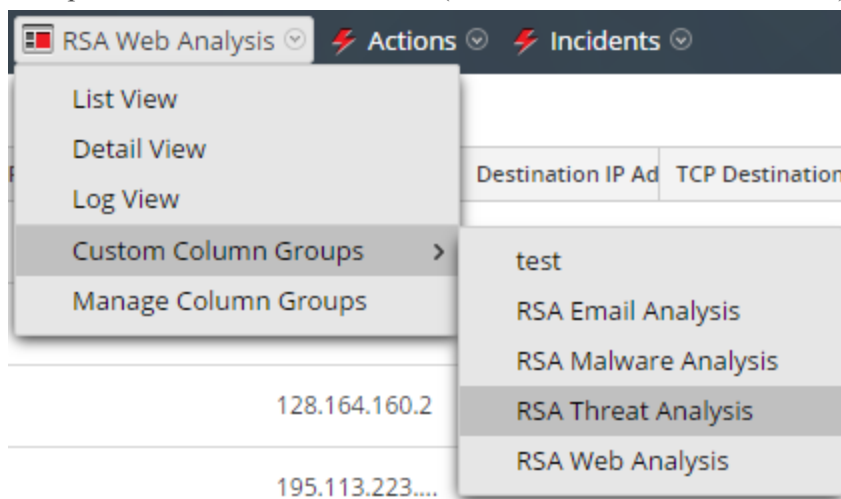 RSA Web Analysis Actions Incidents
List View
Detail View
Log View
Custom Column Groups
Manage Column Groups
Destination IP Ad TCP Destination
test
RSA Email Analysis
RSA Malware Analysis
RSA Threat Analysis
RSA Web Analysis
128.164.160.2
195.113.223....